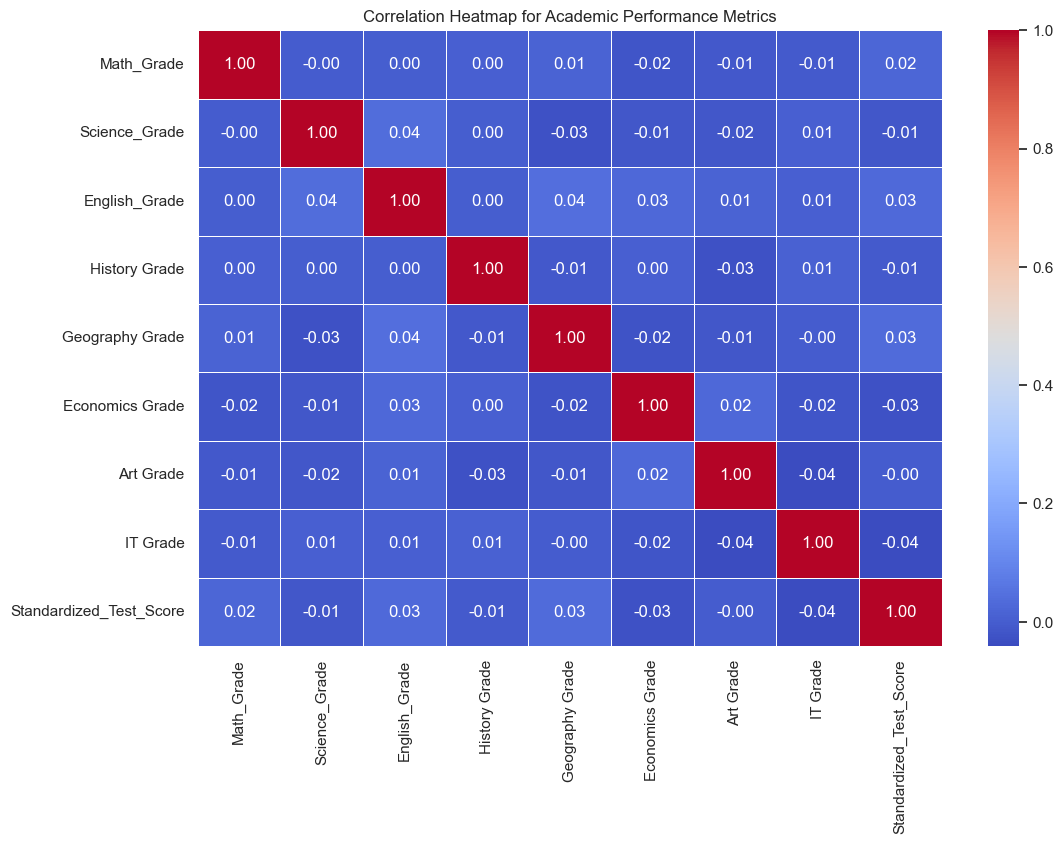 Correlation Heatmap for Academic Performance Metrics
Math_Grade 1.00 -0.00 0.00 0.00 0.01 -0.02 -0.01 -0.01 0.02
Science_Grade -0.00 1.00 0.04 0.00 -0.03 -0.01 -0.02 0.01 -0.01
English_Grade 0.00 0.04 1.00 0.00 0.04 0.03 0.01 0.01 0.03
History Grade 0.00 0.00 0.00 1.00 -0.01 0.00 -0.03 0.01 -0.01
Geography Grade 0.01 -0.03 0.04 -0.01 1.00 -0.02 -0.01 -0.00 0.03
Economics Grade -0.02 -0.01 0.03 0.00 -0.02 1.00 0.02 -0.02 -0.03
Art Grade -0.01 -0.02 0.01 -0.03 -0.01 0.02 1.00 -0.04 -0.00
IT Grade -0.01 0.01 0.01 0.01 -0.00 -0.02 -0.04 1.00 -0.04
Standardized_Test_Score 0.02 -0.01 0.03 -0.01 0.03 -0.03 -0.00 -0.04 1.00
Math_Grade
Science_Grade
English_Grade
History Grade
Geography Grade
Economics Grade
Art Grade
IT Grade
Standardized_Test_Score
1.0
0.8
0.6
0.4
0.2
0.0